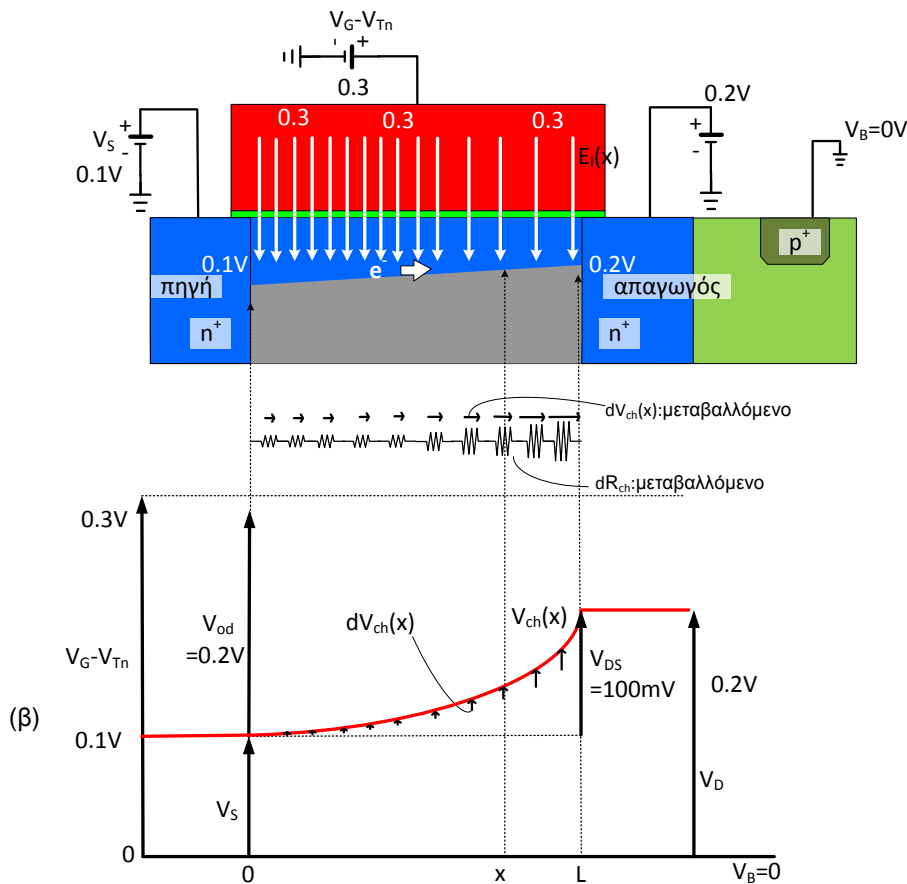 V_G-V_Tn
- +
0.3
0.3 0.3 0.3
E_I(x)
V_S
+
-
0.1V
0.2V
+
-
V_B=0V
p⁺
0.1V
e⁻
0.2V
πηγή
απαγωγός
n⁺
n⁺
dV_ch(x):μεταβαλλόμενο
dR_ch:μεταβαλλόμενο
0.3V
V_od
=0.2V
dV_ch(x)
V_ch(x)
V_G-V_Tn
V_DS
=100mV
0.2V
(β)
0.1V
V_S
V_D
0
0
x
L
V_B=0